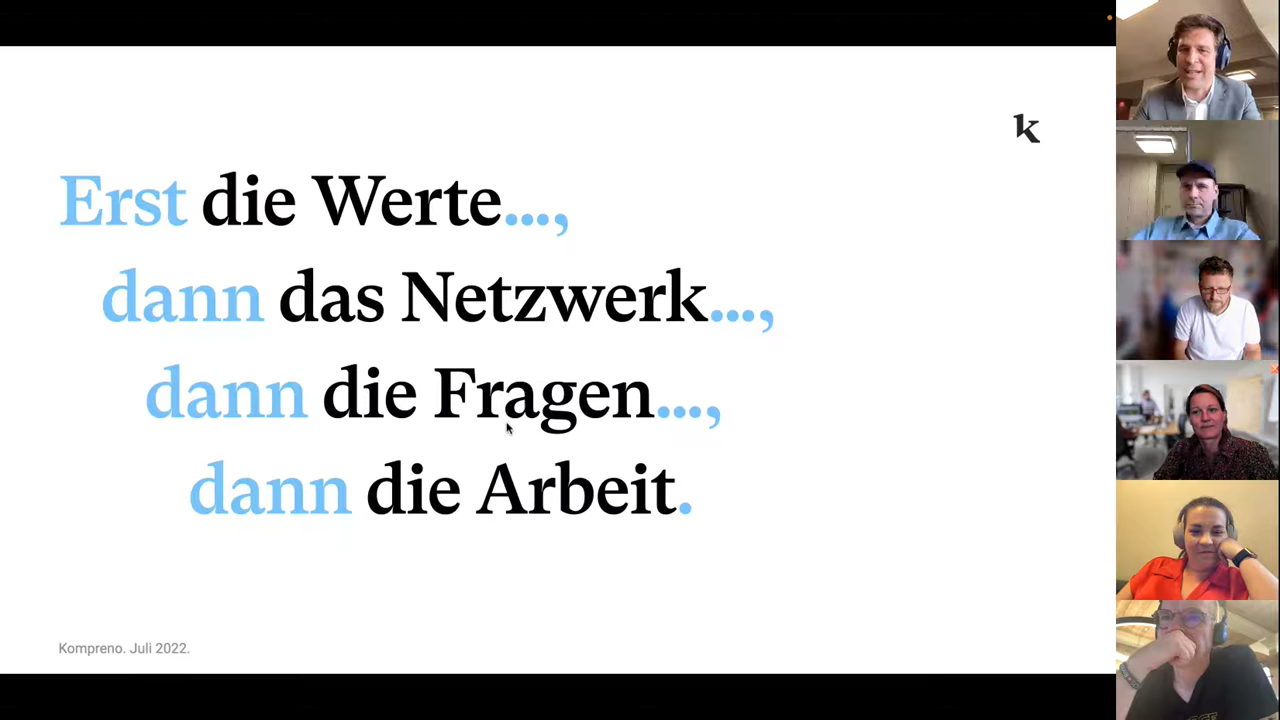 k
Erst die Werte...,
dann das Netzwerk...,
dann die Fragen...,
dann die Arbeit.
Kompreno. Juli 2022.